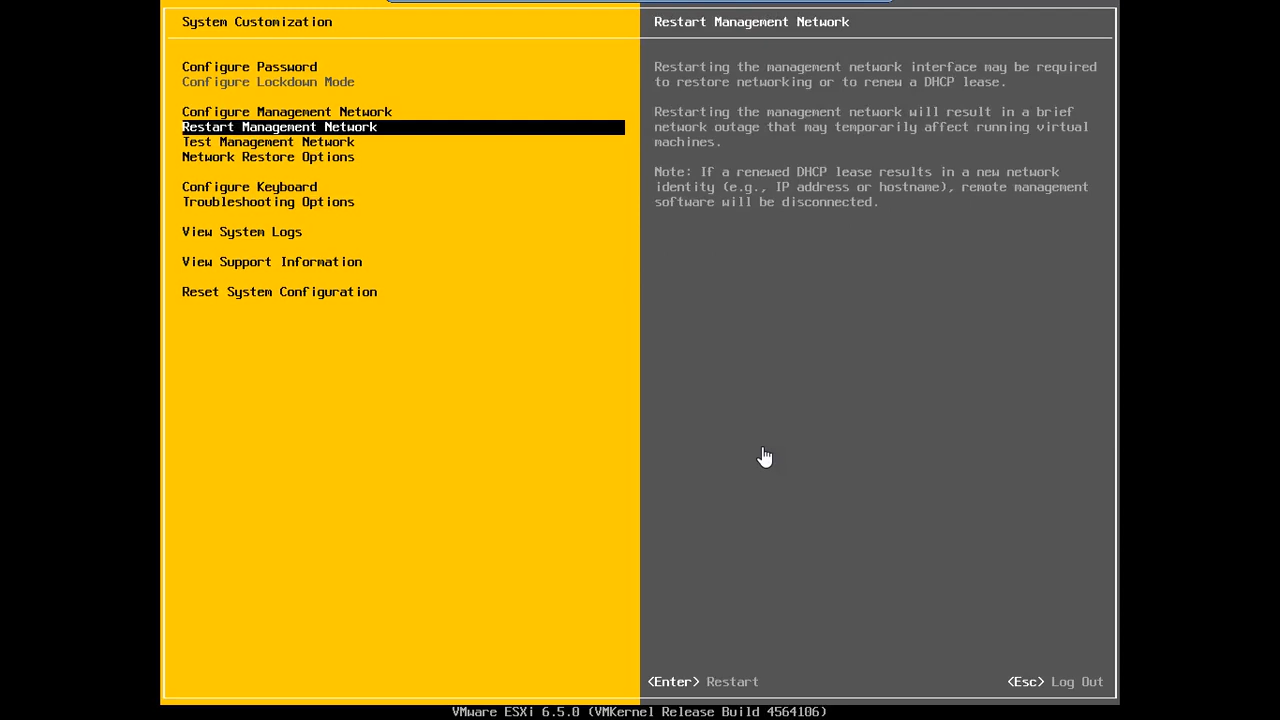 System Customization
Configure Password
Configure Lockdown Mode
Configure Management Network
Restart Management Network
Test Management Network
Network Restore Options
Configure Keyboard
Troubleshooting Options
View System Logs
View Support Information
Reset System Configuration
Restart Management Network
Restarting the management network interface may be required
to restore networking or to renew a DHCP lease.
Restarting the management network will result in a brief
network outage that may temporarily affect running virtual
machines.
Note: If a renewed DHCP lease results in a new network
identity (e.g., IP address or hostname), remote management
software will be disconnected.
<Enter> Restart
<Esc> Log Out
VMware ESXi 6.5.0 (VMKernel Release Build 4564106)